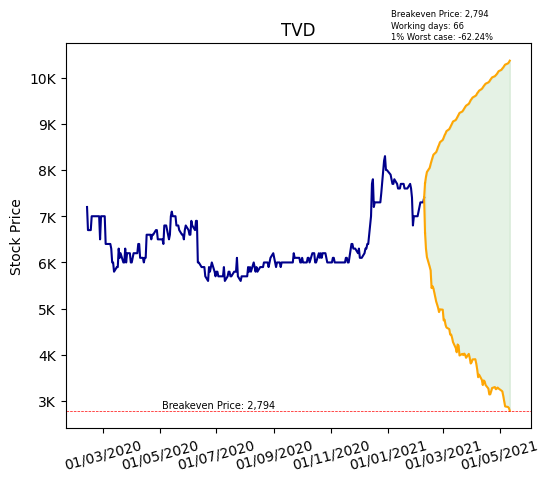 Breakeven Price: 2,794
Working days: 66
1% Worst case: -62.24%
TVD
Stock Price
10K
9K
8K
7K
6K
5K
4K
3K
Breakeven Price: 2,794
01/03/2020
01/05/2020
01/07/2020
01/09/2020
01/11/2020
01/01/2021
01/03/2021
01/05/2021